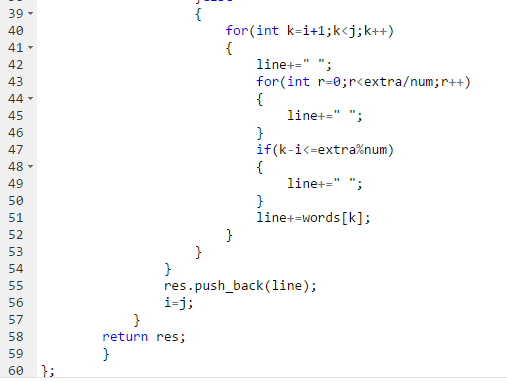 39 {
40 for(int k=i+1;k<j;k++)
41 {
42 line+=" ";
43 for(int r=0;r<extra/num;r++)
44 {
45 line+=" ";
46 }
47 if(k-i<=extra%num)
48 {
49 line+=" ";
50 }
51 line+=words[k];
52 }
53 }
54 }
55 res.push_back(line);
56 i=j;
57 }
58 return res;
59 }
60 };